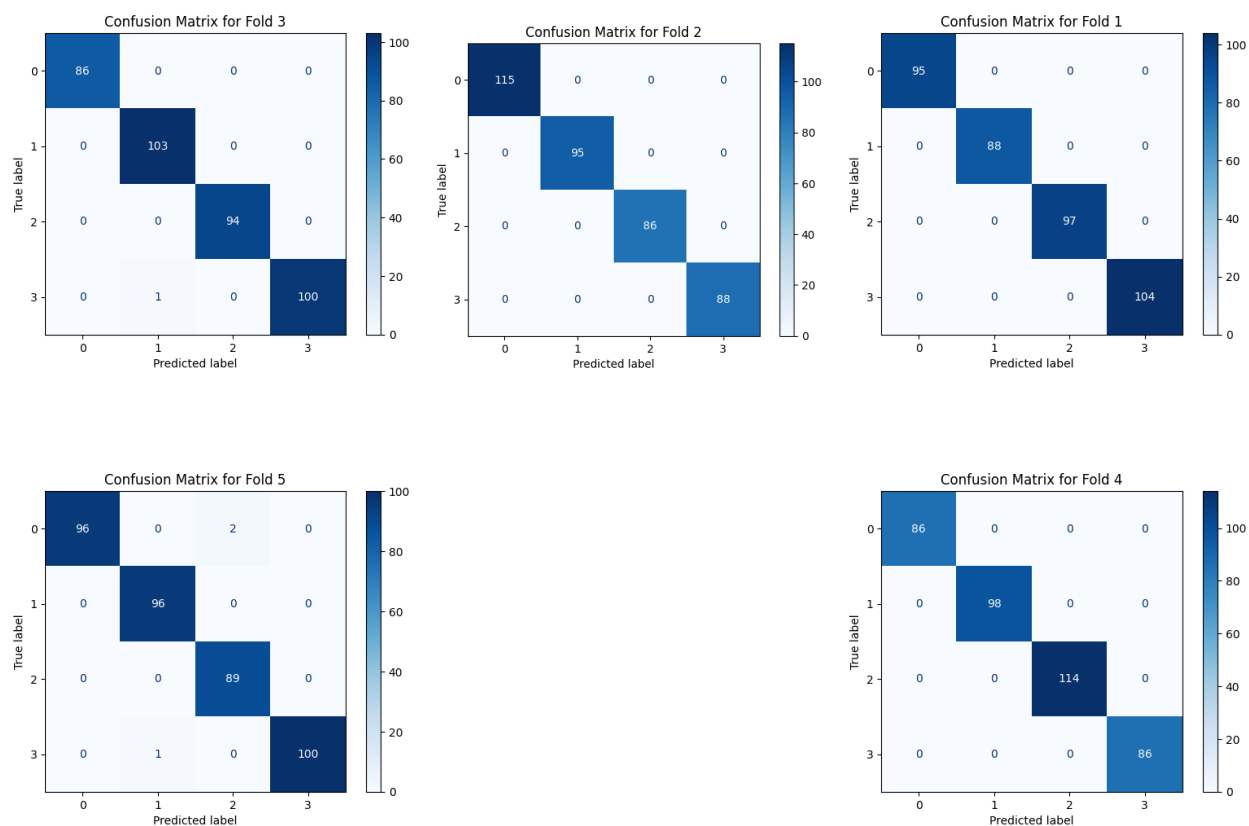 Confusion Matrix for Fold 3
100
80
60
40
20
0
True label
0
1
2
3
86 0 0 0
0 103 0 0
0 0 94 0
0 1 0 100
0 1 2 3
Predicted label
Confusion Matrix for Fold 2
100
80
60
40
20
0
True label
0
1
2
3
115 0 0 0
0 95 0 0
0 0 86 0
0 0 0 88
0 1 2 3
Predicted label
Confusion Matrix for Fold 1
100
80
60
40
20
0
True label
0
1
2
3
95 0 0 0
0 88 0 0
0 0 97 0
0 0 0 104
0 1 2 3
Predicted label
Confusion Matrix for Fold 5
100
80
60
40
20
0
True label
0
1
2
3
96 0 2 0
0 96 0 0
0 0 89 0
0 1 0 100
0 1 2 3
Predicted label
Confusion Matrix for Fold 4
100
80
60
40
20
0
True label
0
1
2
3
86 0 0 0
0 98 0 0
0 0 114 0
0 0 0 86
0 1 2 3
Predicted label